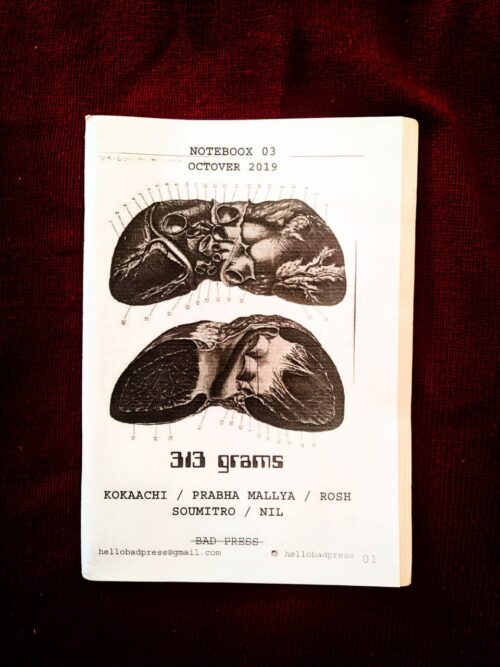 NOTEBOOX 03
OCTOVER 2019
313 grams
KOKAACHI / PRABHA MALLYA / ROSH
SOUMITRO / NIL
BAD PRESS
hellobadpress@gmail.com
hellobadpress
01